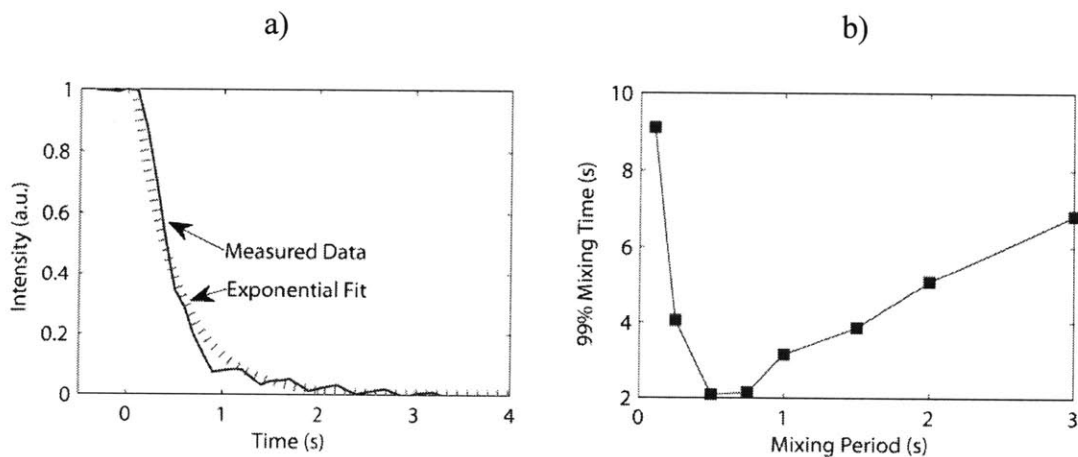 a)
b)
1
0.8
0.6
0.4
0.2
0
Intensity (a.u.)
Measured Data
Exponential Fit
0 1 2 3 4
Time (s)
10
8
6
4
2
99% Mixing Time (s)
1 2 3
Mixing Period (s)